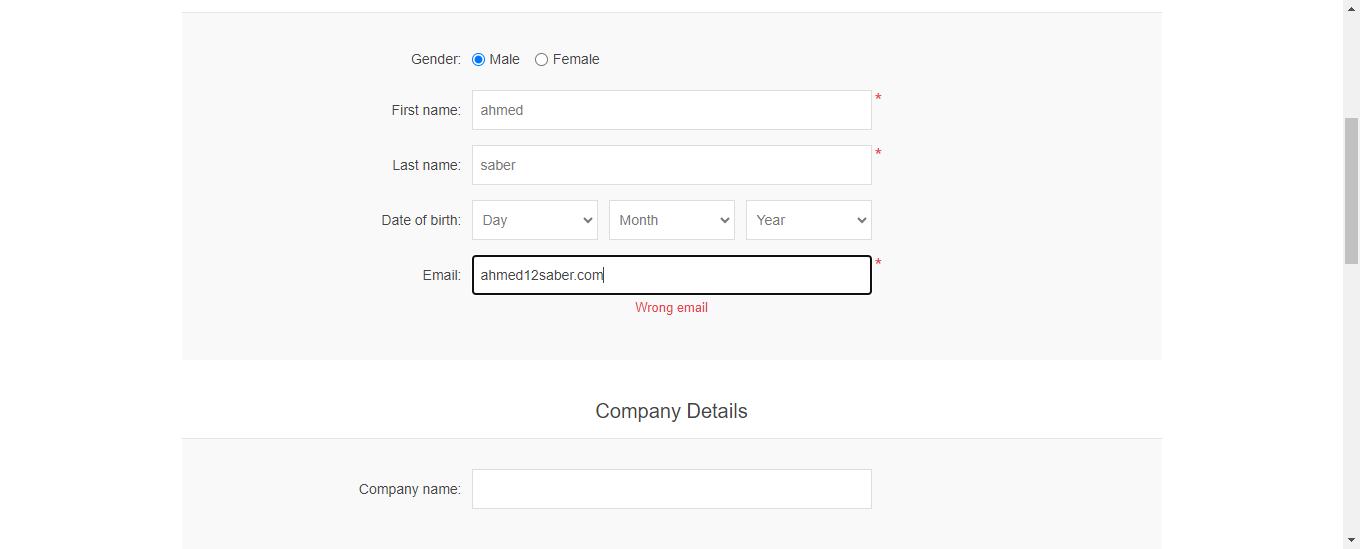 Gender: Male Female
First name: ahmed *
Last name: saber *
Date of birth: Day Month Year
Email: ahmed12saber.com *
Wrong email
Company Details
Company name: